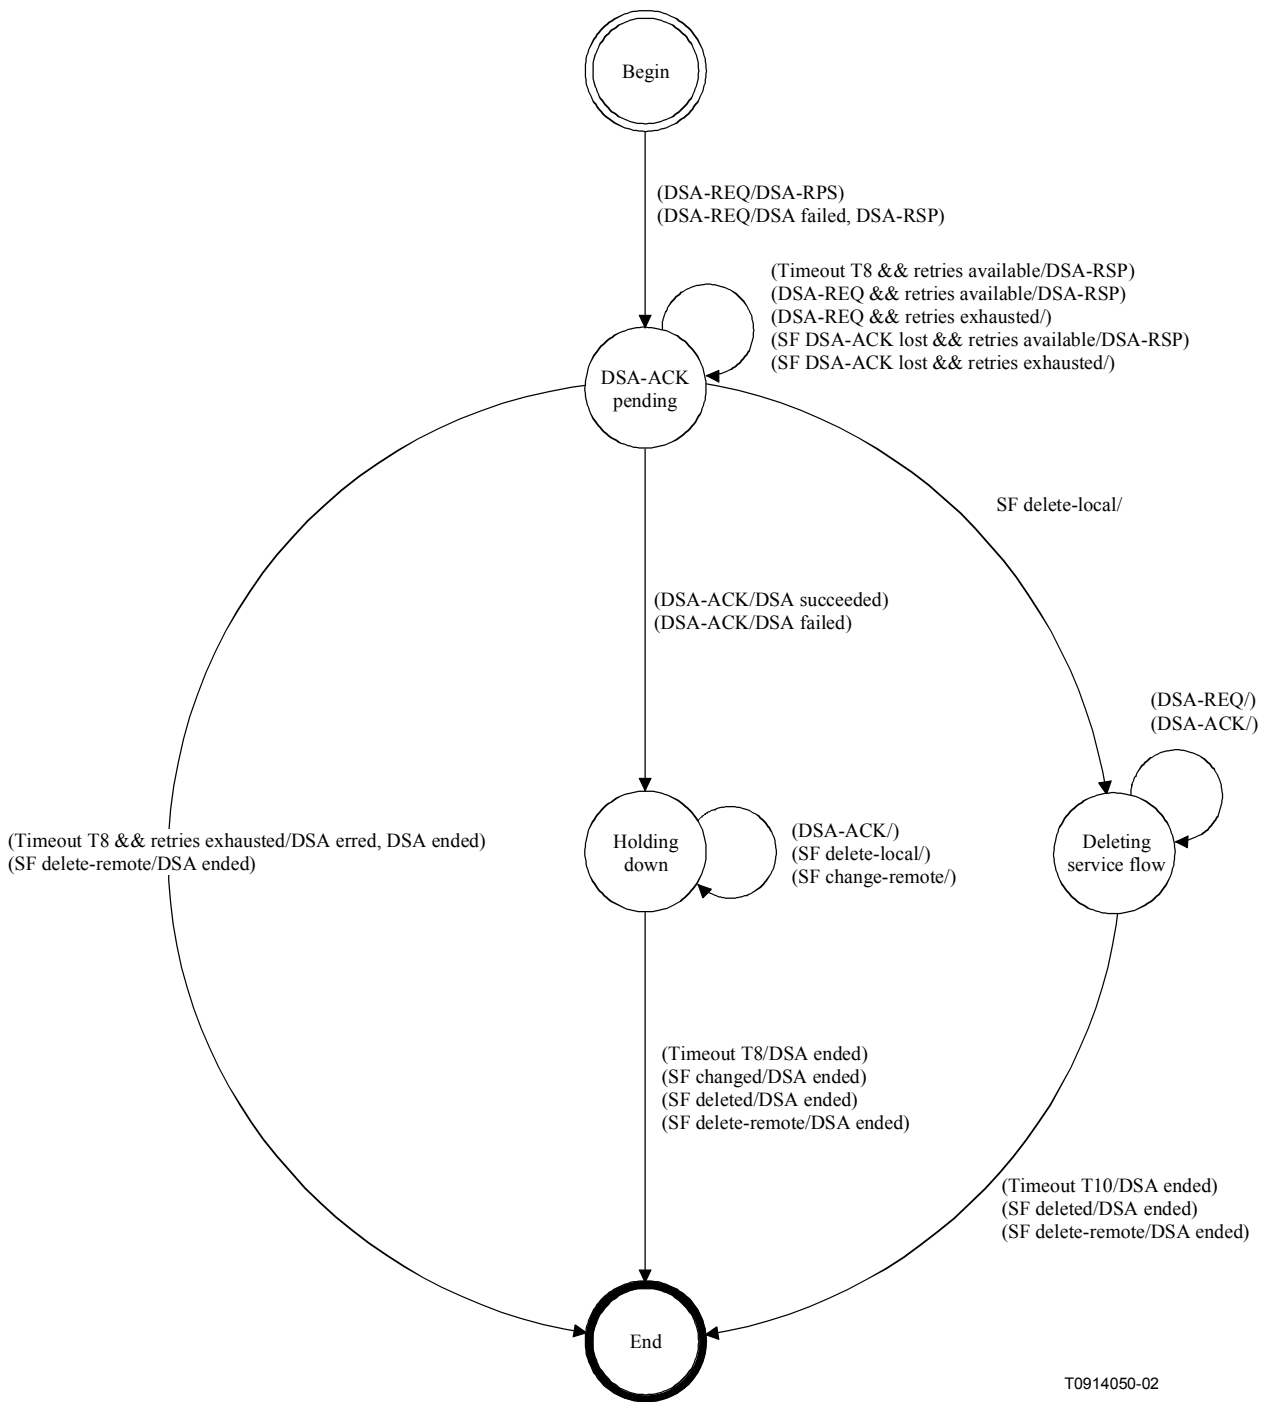 Begin
(DSA-REQ/DSA-RPS)
(DSA-REQ/DSA failed, DSA-RSP)
(Timeout T8 && retries available/DSA-RSP)
(DSA-REQ && retries available/DSA-RSP)
(DSA-REQ && retries exhausted/)
(SF DSA-ACK lost && retries available/DSA-RSP)
(SF DSA-ACK lost && retries exhausted/)
DSA-ACK
pending
SF delete-local/
(DSA-ACK/DSA succeeded)
(DSA-ACK/DSA failed)
(DSA-REQ/)
(DSA-ACK/)
(Timeout T8 && retries exhausted/DSA erred, DSA ended)
(SF delete-remote/DSA ended)
Holding
down
(DSA-ACK/)
(SF delete-local/)
(SF change-remote/)
Deleting
service flow
(Timeout T8/DSA ended)
(SF changed/DSA ended)
(SF deleted/DSA ended)
(SF delete-remote/DSA ended)
(Timeout T10/DSA ended)
(SF deleted/DSA ended)
(SF delete-remote/DSA ended)
End
T0914050-02